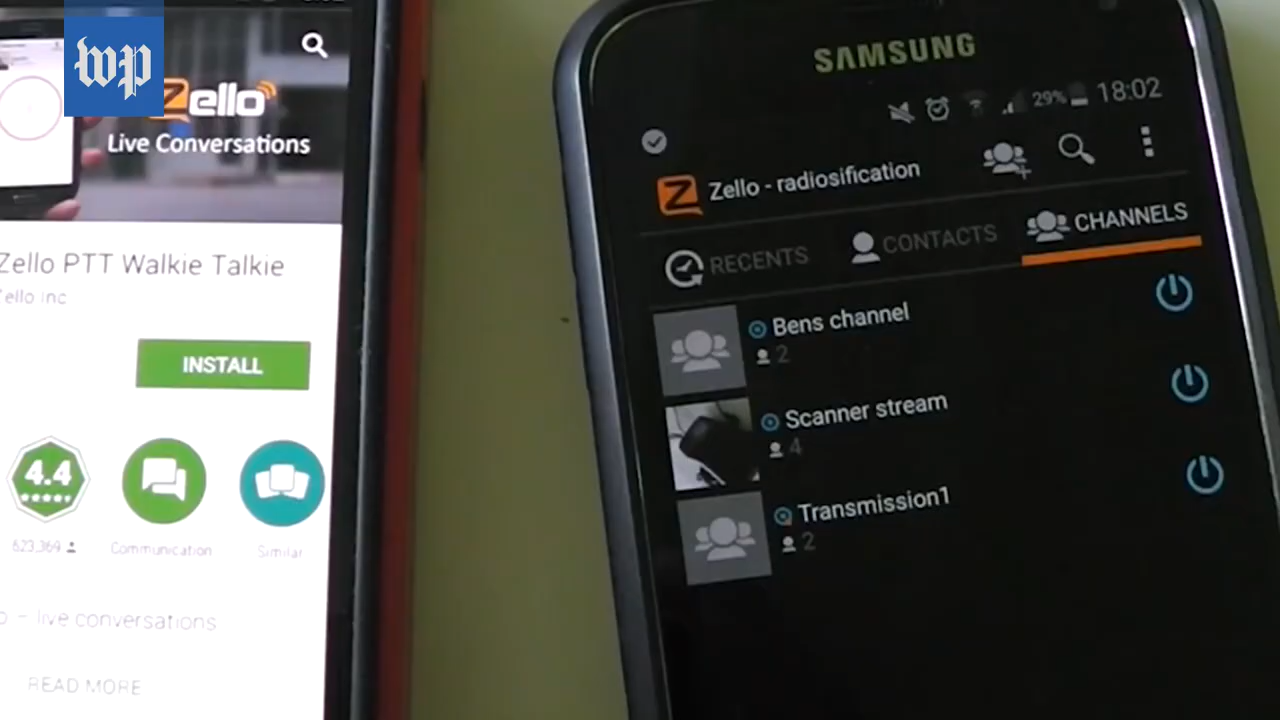 wp
Zello
Live Conversations
Zello PTT Walkie Talkie
INSTALL
4.4
623,369
Communication
Similar
– live conversations
READ MORE
SAMSUNG
29% 18:02
Zello - radiosification
RECENTS CONTACTS CHANNELS
Bens channel
2
Scanner stream
4
Transmission1
2